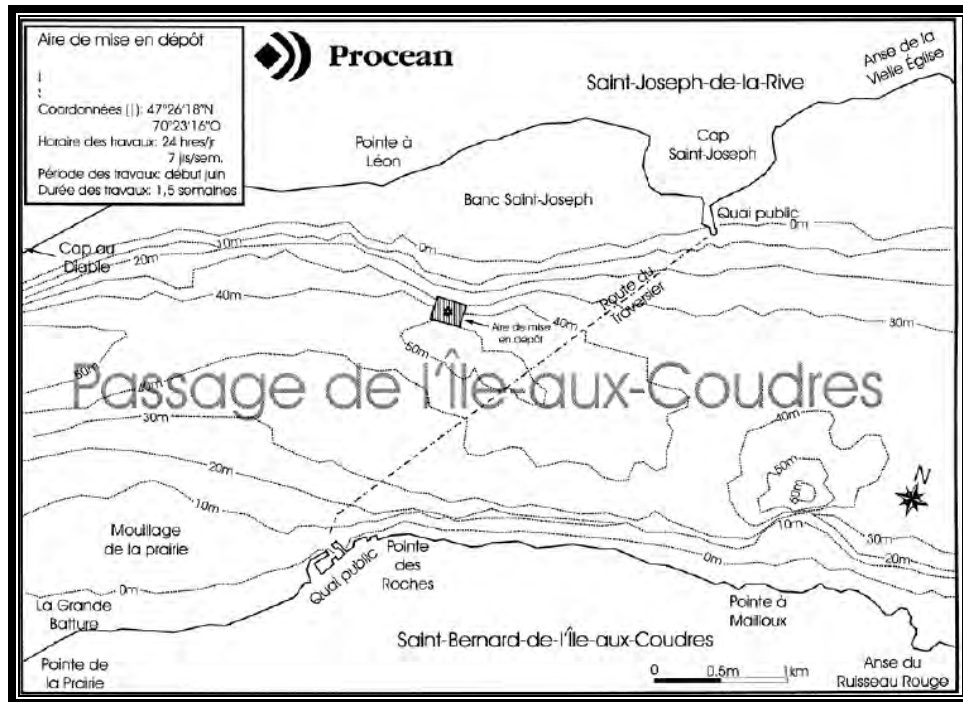 Aire de mise en dépôt
Coordonnées (||): 47°26'18"N
70°23'16"O
Horaire des travaux: 24 hres/jr
7 jrs/sem.
Période des travaux: début juin
Durée des travaux: 1,5 semaines
Procean
Saint-Joseph-de-la-Rive
Anse de la
Vielle Église
Pointe à
Léon
Cap
Saint-Joseph
Banc Saint-Joseph
Quai public
0m
Cap au
Diable
10m
0m
20m
40m
Route du
Traversier
40m
30m
Aire de mise
en dépôt
50m
50m
Passage de l'Île-aux-Coudres
40m
30m
40m
20m
50m
60m
N
10m
10m
Mouillage
de la prairie
30m
20m
0m
0m
Quai public
Pointe
des
Roches
La Grande
Batture
Pointe à
Mailloux
Saint-Bernard-de-l'Île-aux-Coudres
Pointe de
la Prairie
0 0.5m 1km
Anse du
Ruisseau Rouge